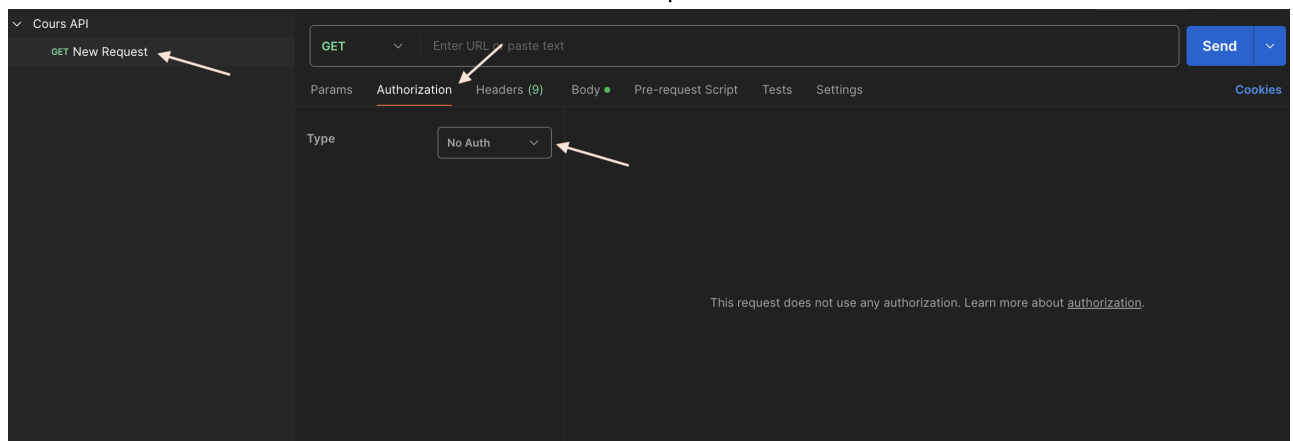 Cours API
GET New Request
GET Enter URL or paste text Send
Params Authorization Headers (9) Body Pre-request Script Tests Settings Cookies
Type No Auth
This request does not use any authorization. Learn more about authorization.